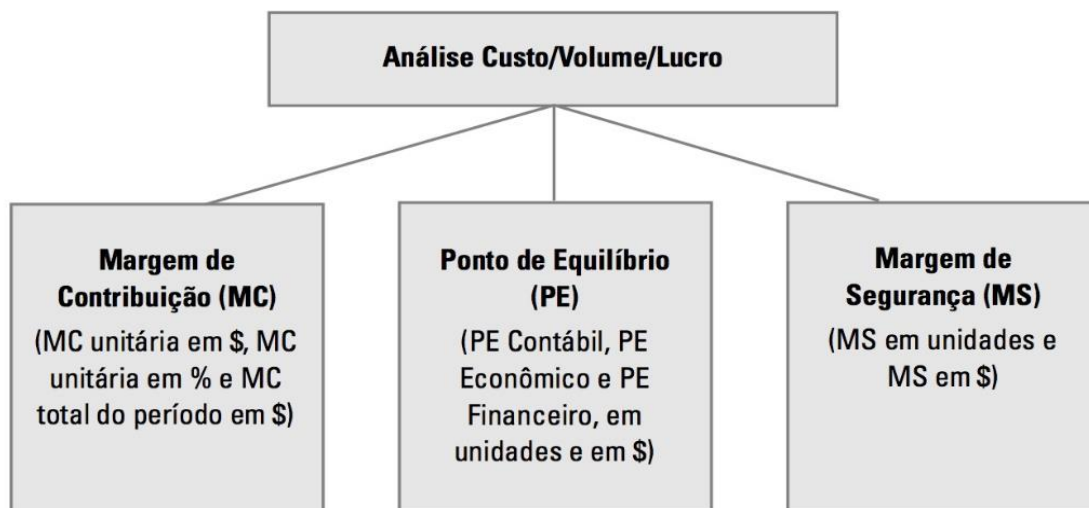 Análise Custo/Volume/Lucro
Margem de
Contribuição (MC)
(MC unitária em $, MC
unitária em % e MC
total do período em $)
Ponto de Equilíbrio
(PE)
(PE Contábil, PE
Econômico e PE
Financeiro, em
unidades e em $)
Margem de
Segurança (MS)
(MS em unidades e
MS em $)